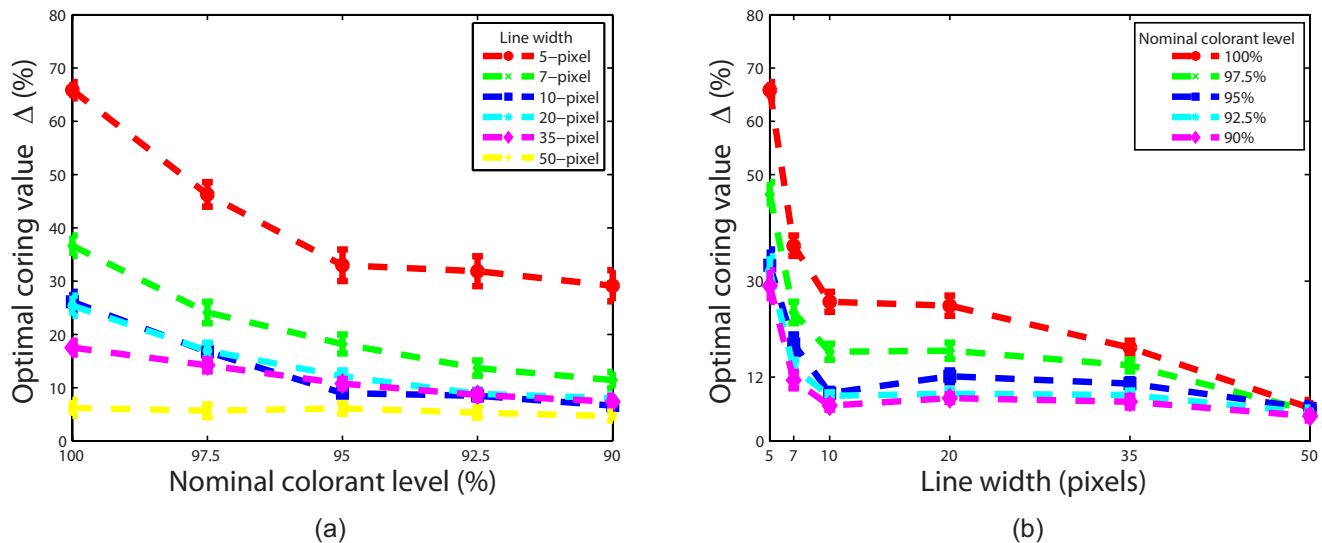 80
70
60
50
40
30
20
10
0
100
97.5
95
92.5
90
Optimal coring value Δ (%)
Nominal colorant level (%)
Line width
5−pixel
7−pixel
10−pixel
20−pixel
35−pixel
50−pixel
(a)
80
70
60
50
30
12
0
5
7
10
20
35
50
Optimal coring value Δ (%)
Line width (pixels)
Nominal colorant level
100%
97.5%
95%
92.5%
90%
(b)